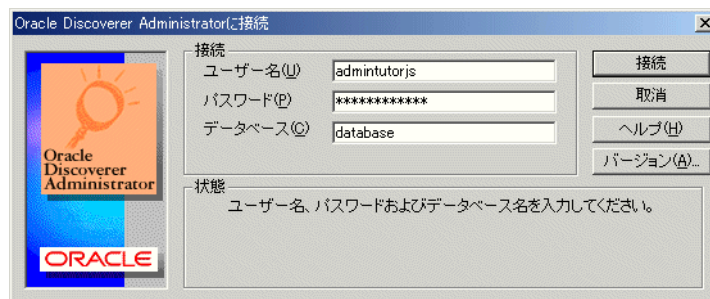 Oracle Discoverer Administratorに接続
接続
ユーザー名(U) admintutorjs
パスワード(P) ************
データベース(C) database
接続
取消
ヘルプ(H)
バージョン(A)...
Oracle
Discoverer
Administrator
ORACLE
状態
ユーザー名、パスワードおよびデータベース名を入力してください。